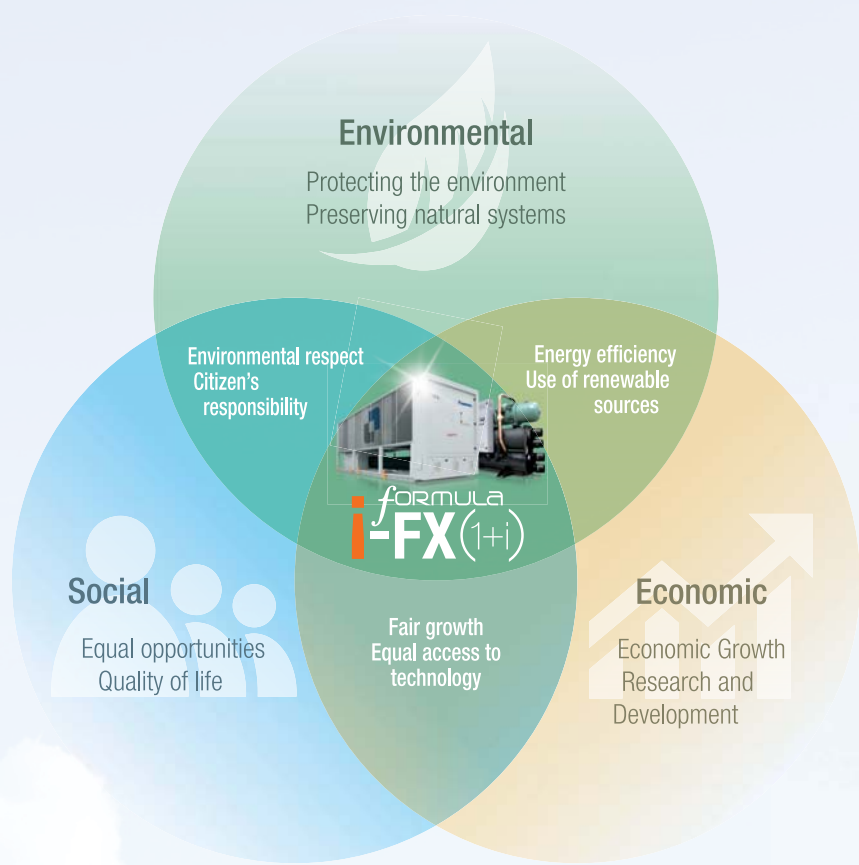 Environmental
Protecting the environment
Preserving natural systems
Environmental respect
Citizen's
responsibility
Energy efficiency
Use of renewable
sources
formula
i-FX(1+i)
Social
Equal opportunities
Quality of life
Fair growth
Equal access to
technology
Economic
Economic Growth
Research and
Development